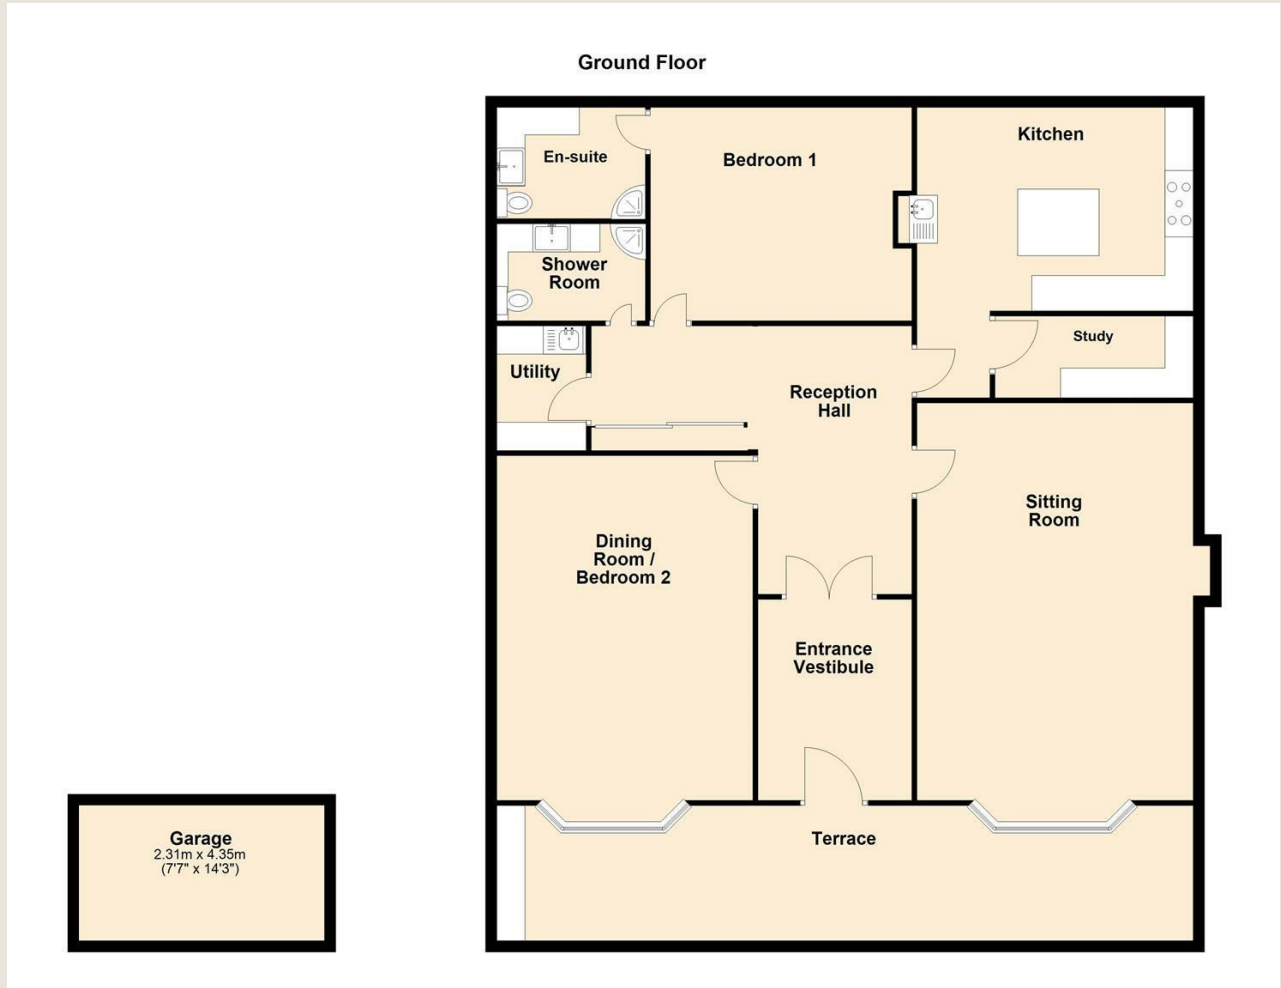 Ground Floor
En-suite
Bedroom 1
Kitchen
Shower
Room
Utility
Reception
Hall
Study
Dining
Room /
Bedroom 2
Sitting
Room
Entrance
Vestibule
Terrace
Garage
2.31m x 4.35m
(7'7" x 14'3")